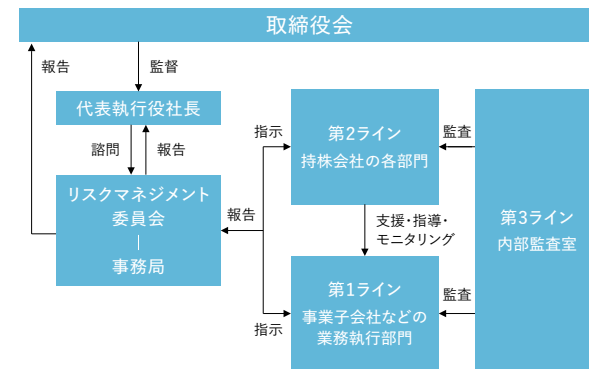 取締役会
報告
監督
代表執行役社長
諮問
報告
リスクマネジメント
委員会
｜
事務局
報告
指示
指示
第2ライン
持株会社の各部門
監査
支援・指導・
モニタリング
第1ライン
事業子会社などの
業務執行部門
監査
第3ライン
内部監査室